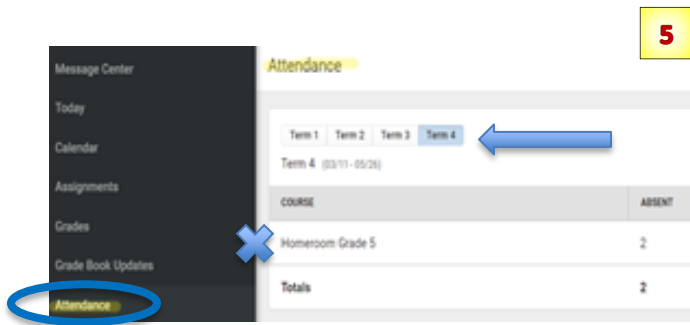 5
Message Center
Today
Calendar
Assignments
Grades
Grade Book Updates
Attendance
Attendance
Term 1 Term 2 Term 3 Term 4
Term 4 (03/11 - 05/26)
COURSE ABSENT
Homeroom Grade 5 2
Totals 2